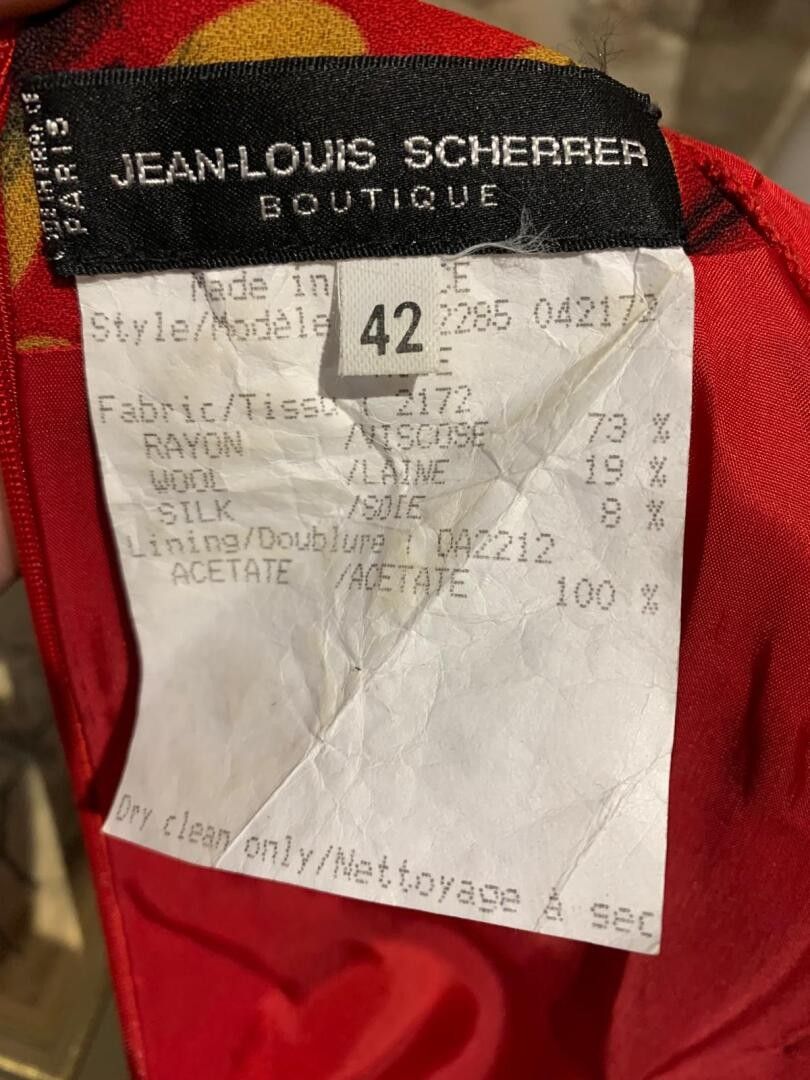 JEAN-LOUIS SCHERRER
BOUTIQUE
PARIS
42
Made in
Style/Modèle 2285 042172
Fabric/Tissu : 2172
RAYON /VISCOSE 73 %
WOOL /LAINE 19 %
SILK /SOIE 8 %
Lining/Doublure : DA2212
ACETATE /ACETATE 100 %
Dry clean only/Nettoyage À sec